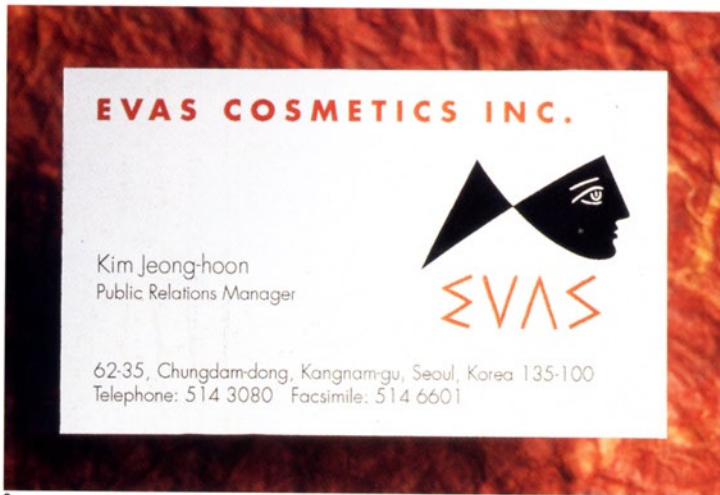 EVAS COSMETICS INC.
EVAS
Kim Jeong-hoon
Public Relations Manager
62-35, Chungdam-dong, Kangnam-gu, Seoul, Korea 135-100
Telephone: 514 3080 Facsimile: 514 6601